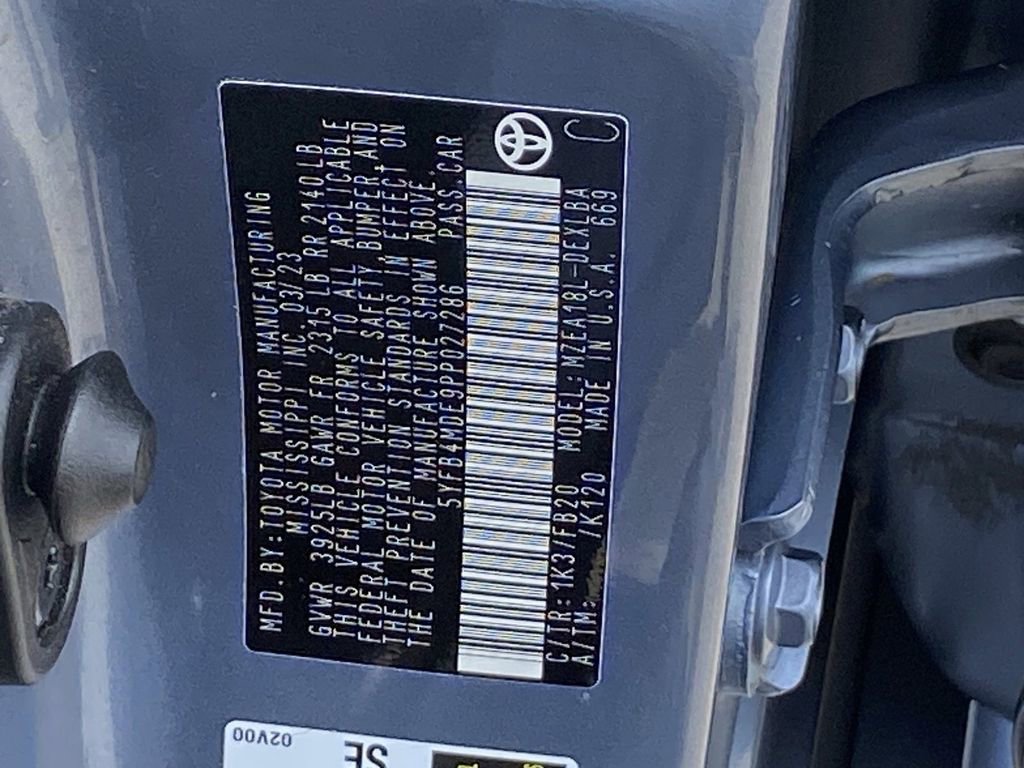 MFD.BY:TOYOTA MOTOR MANUFACTURING
MISSISSIPPI INC. 03/23
GVWR 3925LB GAWR FR 2315 LB RR 2140LB
THIS VEHICLE CONFORMS TO ALL APPLICABLE
FEDERAL MOTOR VEHICLE SAFETY, BUMPER,AND
THEFT PREVENTION STANDARDS IN EFFECT ON
THE DATE OF MANUFACTURE SHOWN ABOVE.
5YFB4MDE9PP027286 PASS.CAR
C/TR:1K3/FB20 MODEL:MZEA18L-DEXLBA
A/TM: /K120 MADE IN U.S.A. 669
C
02V00
SE